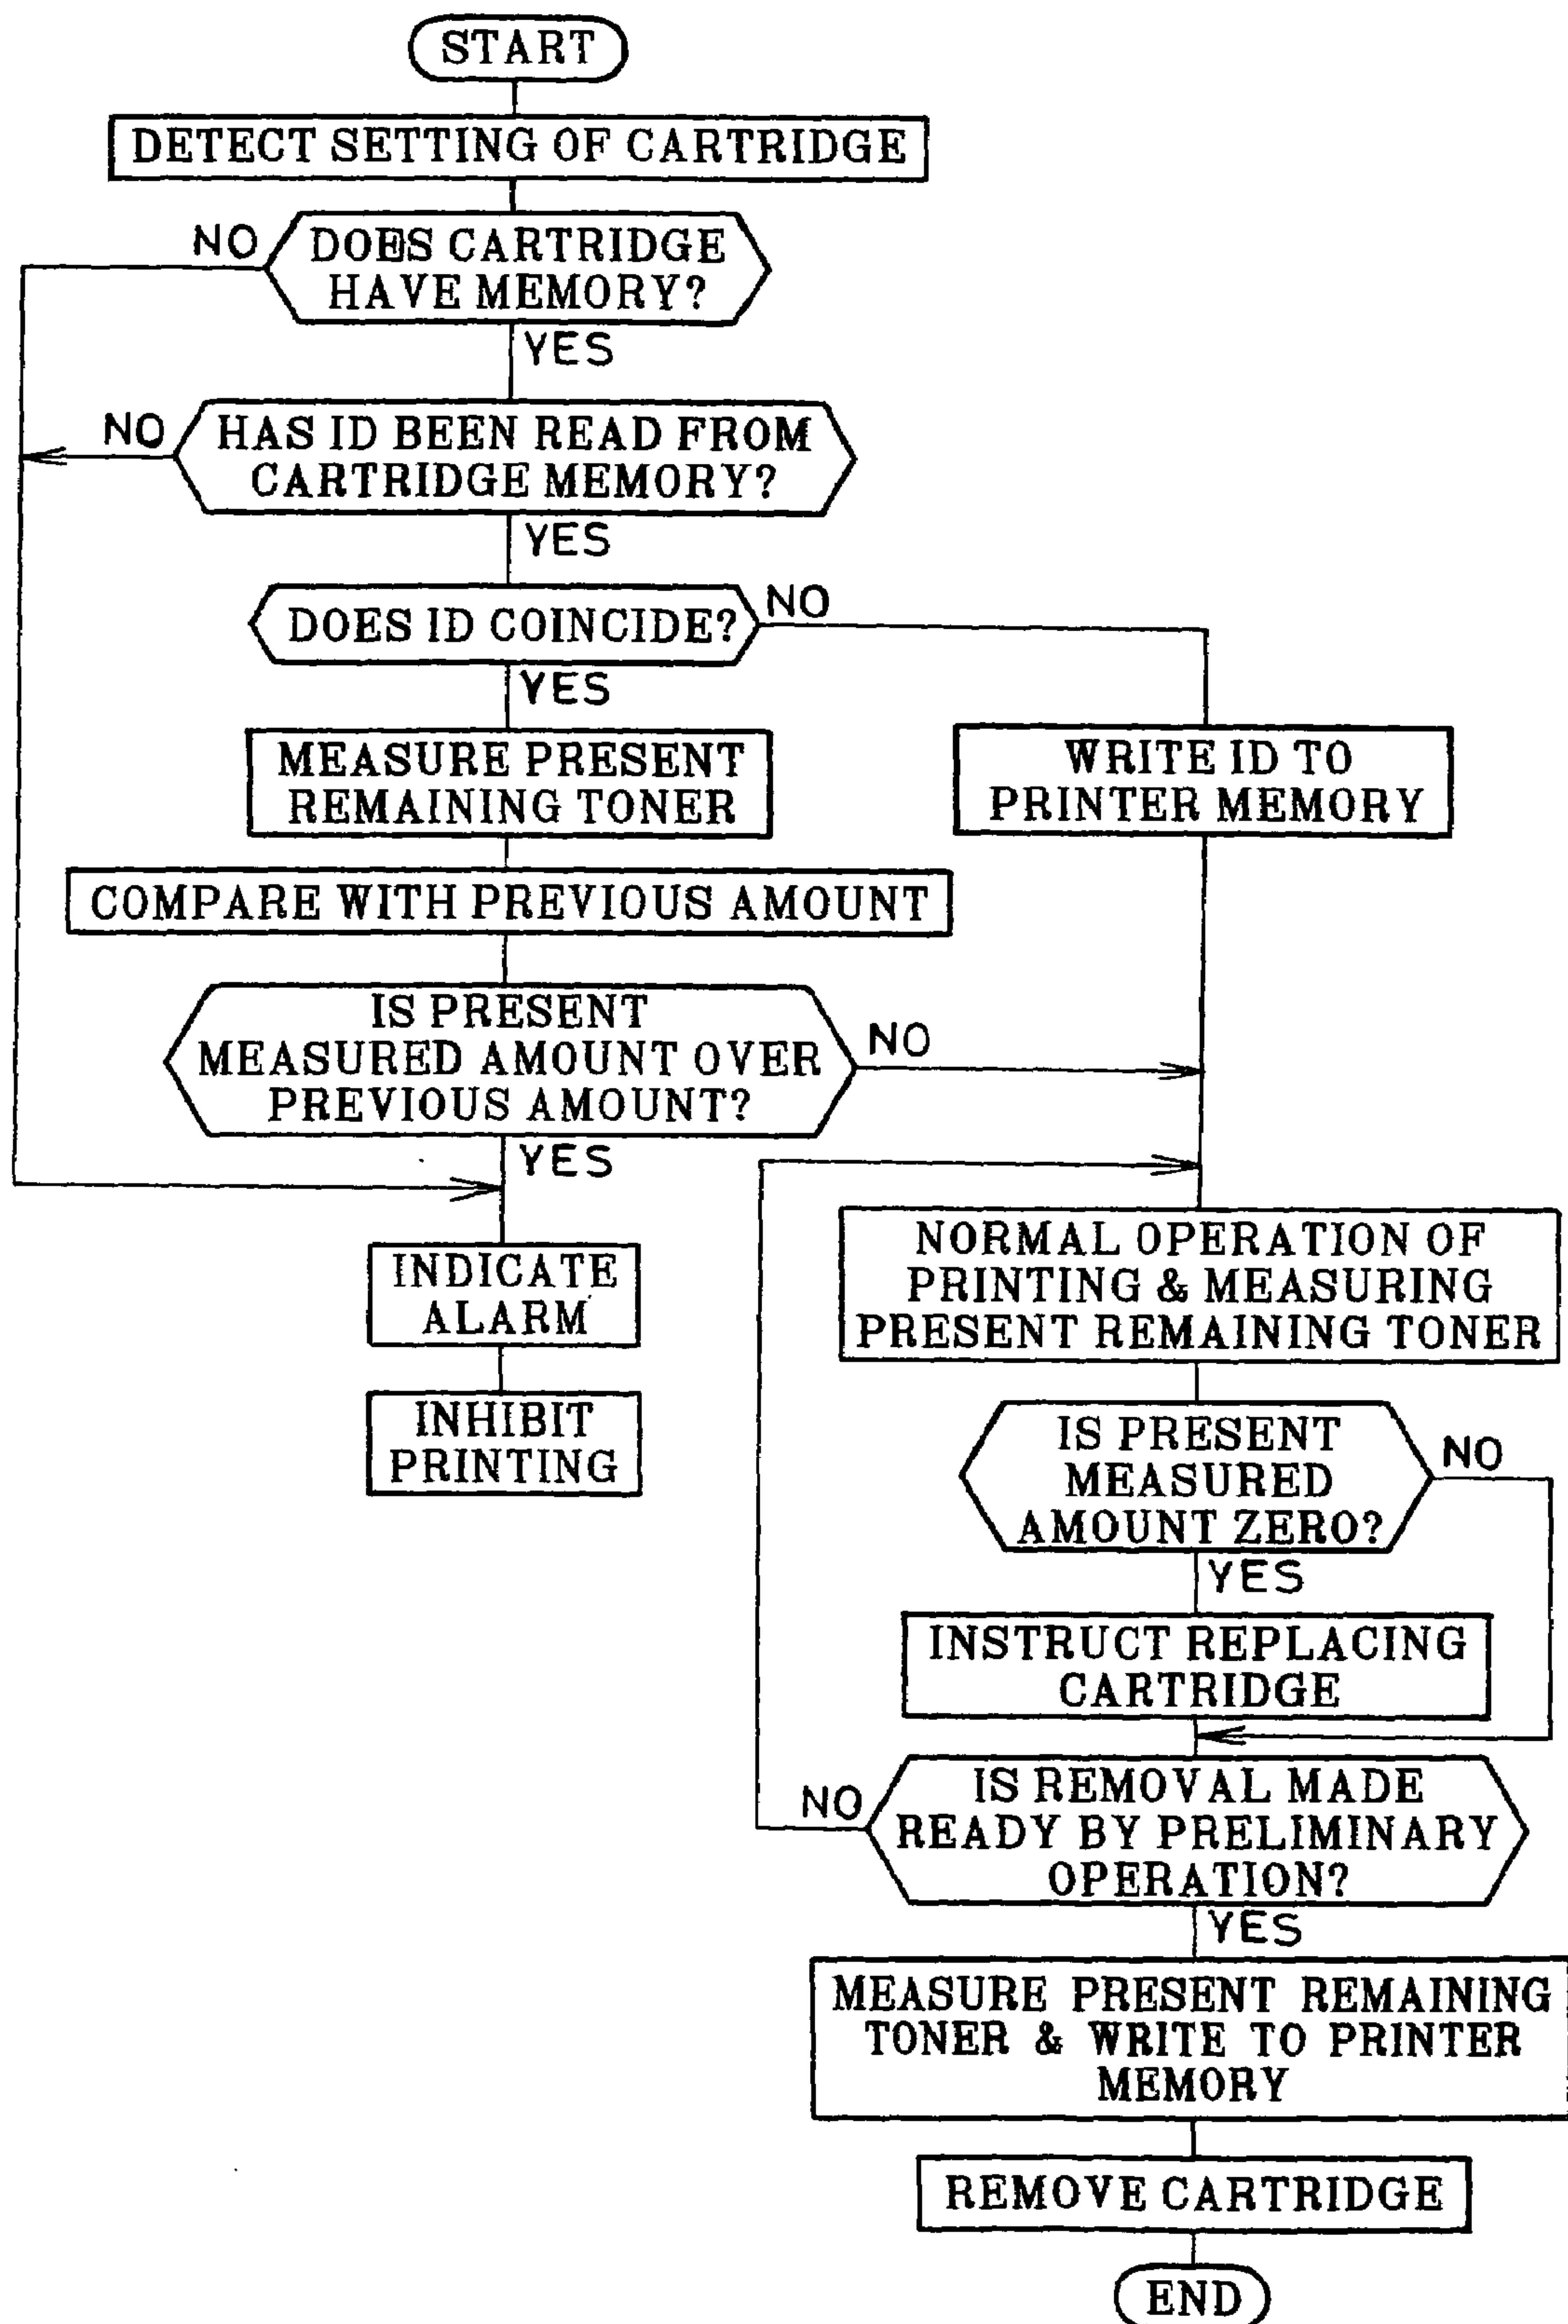 START
DETECT SETTING OF CARTRIDGE
NO
DOES CARTRIDGE
HAVE MEMORY?
YES
NO
HAS ID BEEN READ FROM
CARTRIDGE MEMORY?
YES
DOES ID COINCIDE?
NO
YES
MEASURE PRESENT
REMAINING TONER
WRITE ID TO
PRINTER MEMORY
COMPARE WITH PREVIOUS AMOUNT
IS PRESENT
MEASURED AMOUNT OVER
PREVIOUS AMOUNT?
NO
YES
INDICATE
ALARM
INHIBIT
PRINTING
NORMAL OPERATION OF
PRINTING & MEASURING
PRESENT REMAINING TONER
IS PRESENT
MEASURED
AMOUNT ZERO?
NO
YES
INSTRUCT REPLACING
CARTRIDGE
NO
IS REMOVAL MADE
READY BY PRELIMINARY
OPERATION?
YES
MEASURE PRESENT REMAINING
TONER & WRITE TO PRINTER
MEMORY
REMOVE CARTRIDGE
END